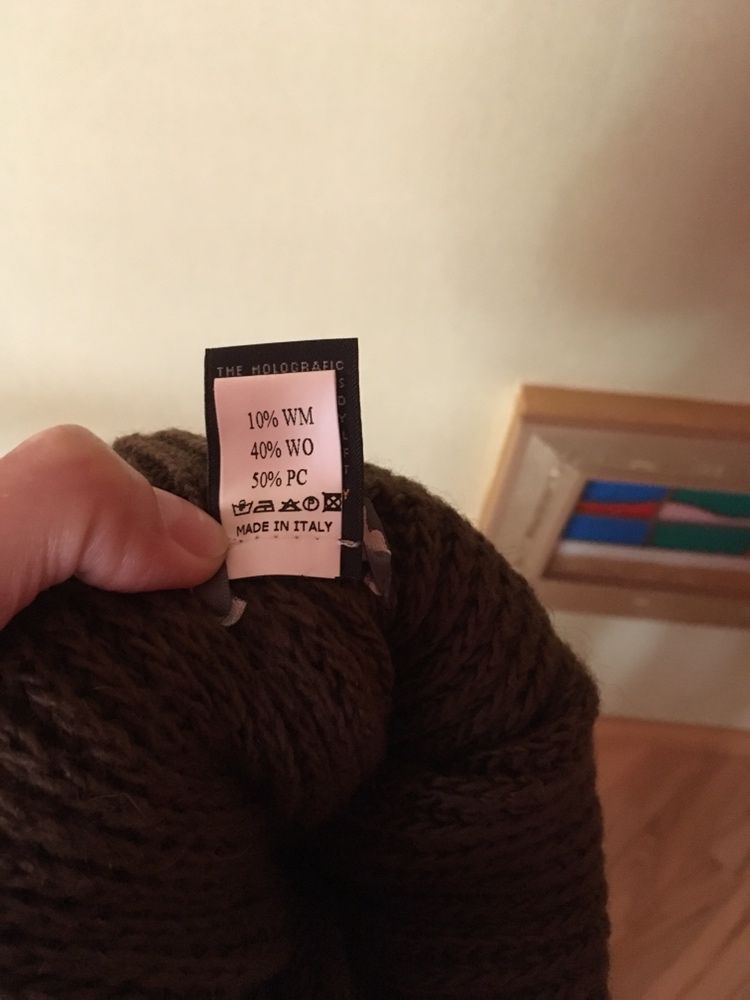 THE HOLOGRAFIC
10% WM
40% WO
50% PC
MADE IN ITALY